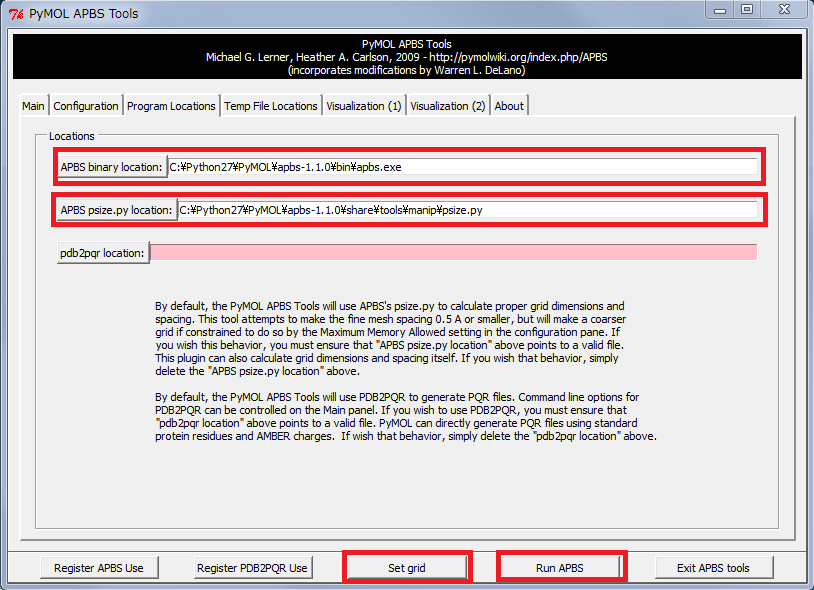 PyMOL APBS Tools
PyMOL APBS Tools
Michael G. Lerner, Heather A. Carlson, 2009 - http://pymolwiki.org/index.php/APBS
(incorporates modifications by Warren L. DeLano)
Main Configuration Program Locations Temp File Locations Visualization (1) Visualization (2) About
Locations
APBS binary location: C:¥Python27¥PyMOL¥apbs-1.1.0¥bin¥apbs.exe
APBS psize.py location: C:¥Python27¥PyMOL¥apbs-1.1.0¥share¥tools¥manip¥psize.py
pdb2pqr location:
By default, the PyMOL APBS Tools will use APBS's psize.py to calculate proper grid dimensions and
spacing. This tool attempts to make the fine mesh spacing 0.5 A or smaller, but will make a coarser
grid if constrained to do so by the Maximum Memory Allowed setting in the configuration pane. If
you wish this behavior, you must ensure that "APBS psize.py location" above points to a valid file.
This plugin can also calculate grid dimensions and spacing itself. If you wish that behavior, simply
delete the "APBS psize.py location" above.
By default, the PyMOL APBS Tools will use PDB2PQR to generate PQR files. Command line options for
PDB2PQR can be controlled on the Main panel. If you wish to use PDB2PQR, you must ensure that
"pdb2pqr location" above points to a valid file. PyMOL can directly generate PQR files using standard
protein residues and AMBER charges. If wish that behavior, simply delete the "pdb2pqr location" above.
Register APBS Use Register PDB2PQR Use Set grid Run APBS Exit APBS tools